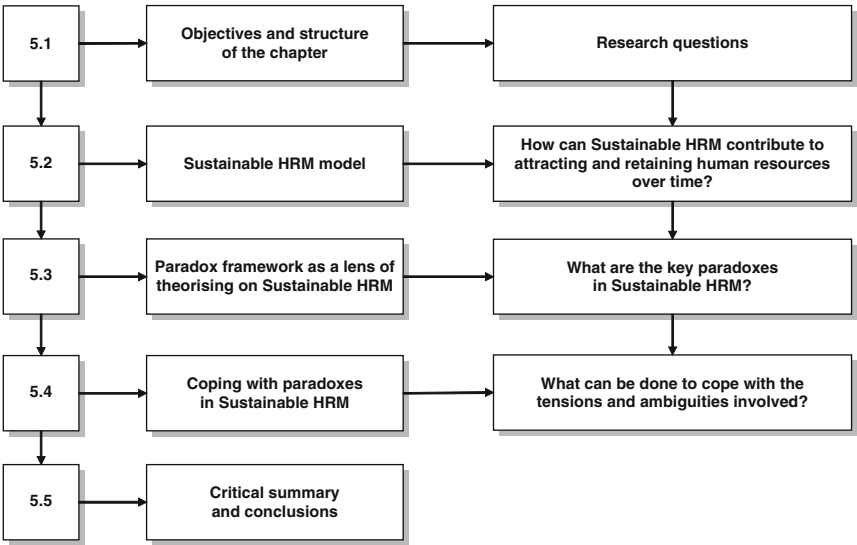 5.1
Objectives and structure
of the chapter
Research questions
5.2
Sustainable HRM model
How can Sustainable HRM contribute to
attracting and retaining human resources
over time?
5.3
Paradox framework as a lens of
theorising on Sustainable HRM
What are the key paradoxes
in Sustainable HRM?
5.4
Coping with paradoxes
in Sustainable HRM
What can be done to cope with the
tensions and ambiguities involved?
5.5
Critical summary
and conclusions